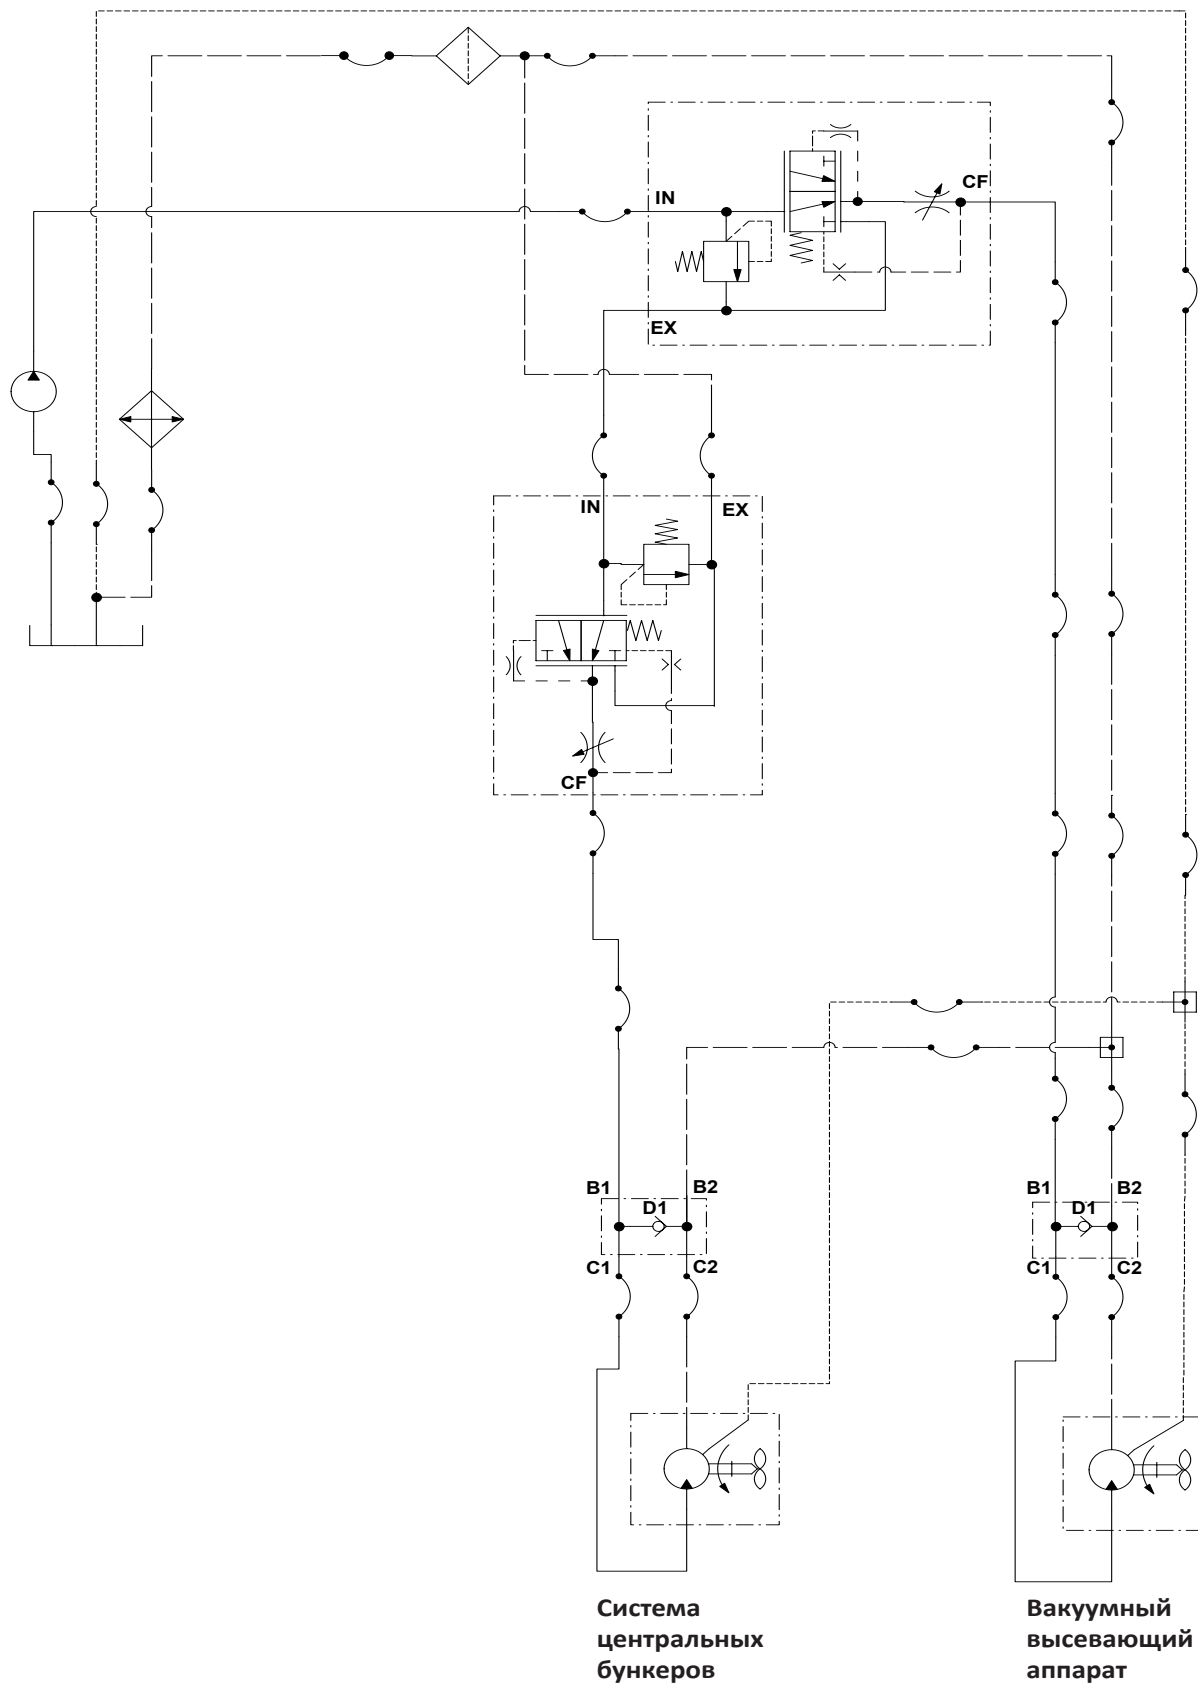 CF
IN
EX
IN
EX
CF
B1
B2
D1
C1
C2
B1
B2
D1
C1
C2
Система
центральных
бункеров
Вакуумный
высевающий
аппарат